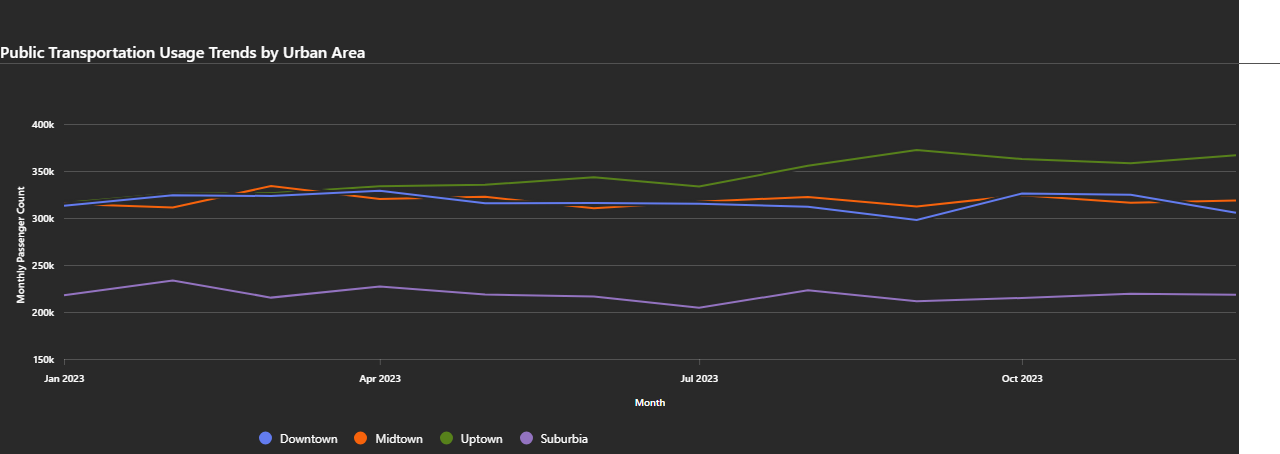 Public Transportation Usage Trends by Urban Area
400k
350k
300k
250k
200k
150k
Monthly Passenger Count
Jan 2023 Apr 2023 Jul 2023 Oct 2023
Month
Downtown Midtown Uptown Suburbia